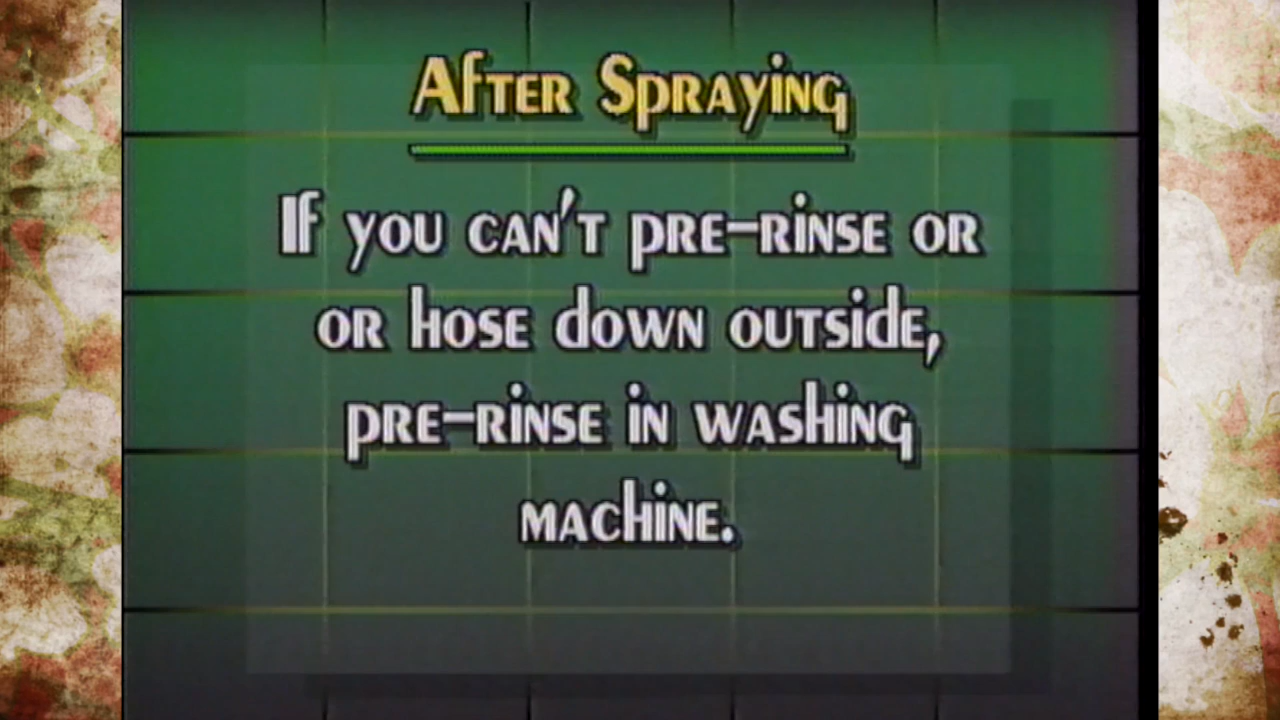 After Spraying
If you can't pre-rinse or
or hose down outside,
pre-rinse in washing
machine.